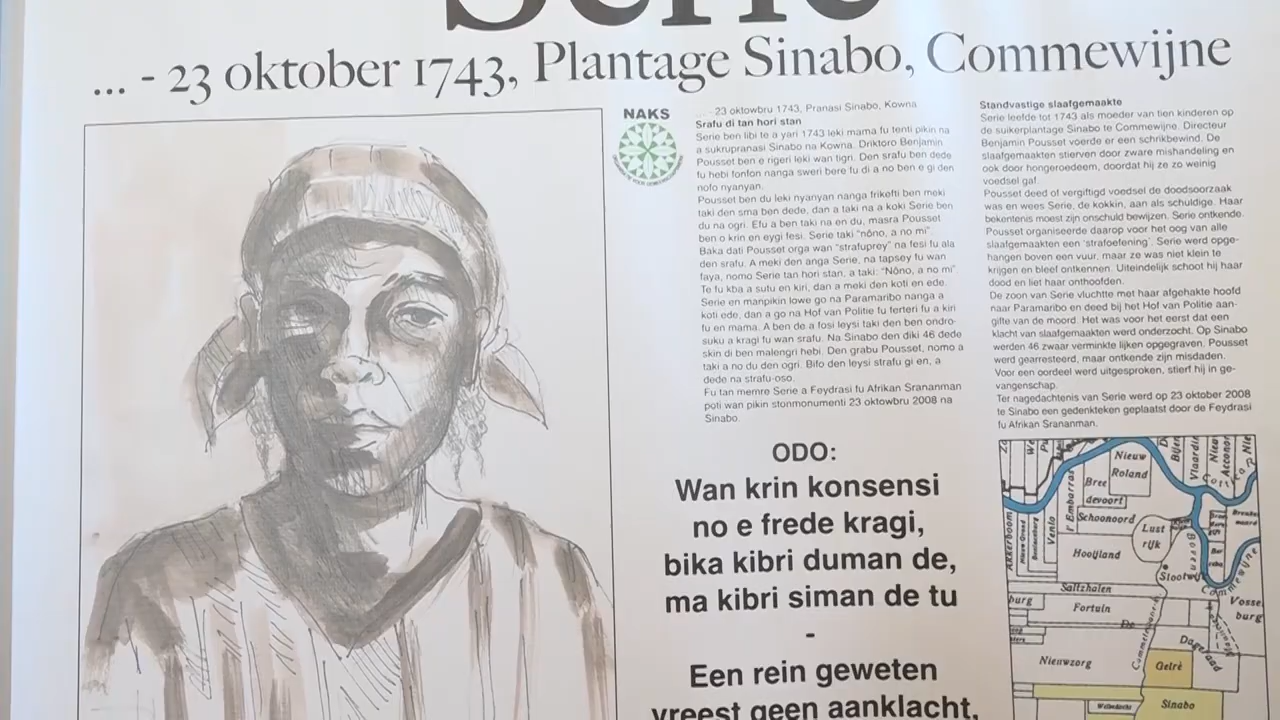 Serie
... - 23 oktober 1743, Plantage Sinabo, Commewijne
NAKS
... - 23 oktowbru 1743, Pranasi Sinabo, Kowna
Srafu di tan hori stan
Serie ben libi te a yari 1743 leki mama fu tenti pikin na
a sukrupranasi Sinabo na Kowna. Driktoro Benjamin
Pousset ben e rigeri leki wan tigri. Den srafu ben dede
fu hebi fonfon nanga sweri bere fu di a no ben e gi den
nofo nyanyan.
Pousset ben du leki nyanyan nanga frikefti ben meki
taki den sma ben dede, dan a taki na a koki Serie ben
du na ogri. Efu a ben taki na en du, masra Pousset
ben o krin en eygi fesi. Serie taki “nôno, a no mi”.
Baka dati Pousset orga wan “strafuprey” na fesi fu ala
den srafu. A meki den anga Serie, na tapsey fu wan
faya, nomo Serie tan hori stan, a taki: “Nôno, a no mi”
Te fu kba a sutu en kiri, dan a meki den koti en ede.
Serie en manpikin lowe go na Paramaribo nanga a
koti ede, dan a go na Hof van Politie fu ferteri fu a kiri
fu en mama. A ben de a fosi leysi taki den ben ondro-
suku a kragi fu wan srafu. Na Sinabo den diki 46 dede
skin di ben malengri hebi. Den grabu Pousset, nomo a
taki a no du den ogri. Bifo den leysi strafu gi en, a
dede na strafu-oso.
Fu tan memre Serie a Feydrasi fu Afrikan Srananman
poti wan pikin stonmonumenti 23 oktowbru 2008 na
Sinabo.
Standvastige slaafgemaakte
Serie leefde tot 1743 als moeder van tien kinderen op
de suikerplantage Sinabo te Commewijne. Directeur
Benjamin Pousset voerde er een schrikbewind. De
slaafgemaakten stierven door zware mishandeling en
ook door hongeroedeem, doordat hij ze zo weinig
voedsel gaf.
Pousset deed of vergiftigd voedsel de doodsoorzaak
was en wees Serie, de kokkin, aan als schuldige. Haar
bekentenis moest zijn onschuld bewijzen. Serie ontkende.
Pousset organiseerde daarop voor het oog van alle
slaafgemaakten een ‘strafoefening’. Serie werd opge-
hangen boven een vuur, maar ze was niet klein te
krijgen en bleef ontkennen. Uiteindelijk schoot hij haar
dood en liet haar onthoofden.
De zoon van Serie vluchtte met haar afgehakte hoofd
naar Paramaribo en deed bij het Hof van Politie aan-
gifte van de moord. Het was voor het eerst dat een
klacht van slaafgemaakten werd onderzocht. Op Sinabo
werden 46 zwaar verminkte lijken opgegraven. Pousset
werd gearresteerd, maar ontkende zijn misdaden.
Voor een oordeel werd uitgesproken, stierf hij in ge-
vangenschap.
Ter nagedachtenis van Serie werd op 23 oktober 2008
te Sinabo een gedenkteken geplaatst door de Feydrasi
fu Afrikan Srananman.
ODO:
Wan krin konsensi
no e frede kragi,
bika kibri duman de,
ma kibri siman de tu
-
Een rein geweten
vreest geen aanklacht,
Nieuw
Roland
Bree
devoort
Schoonoord
Lust
rijk
l'Embarras
Venlo
Akkerboom
Hooijland
Slootwijk
Saltzhalen
burg
Fortuin
Vosse
burg
Commewijne
Dageraad
Nieuwzorg
Gelrè
Sinabo